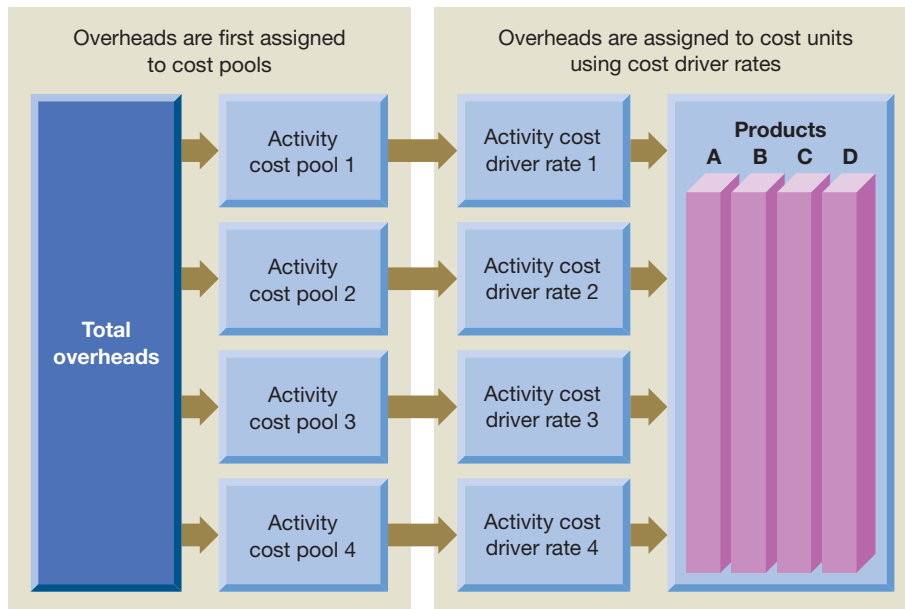 Overheads are first assigned
to cost pools
Overheads are assigned to cost units
using cost driver rates
Total
overheads
Activity
cost pool 1
Activity
cost driver rate 1
Activity
cost pool 2
Activity
cost driver rate 2
Activity
cost pool 3
Activity
cost driver rate 3
Activity
cost pool 4
Activity
cost driver rate 4
Products
A B C D